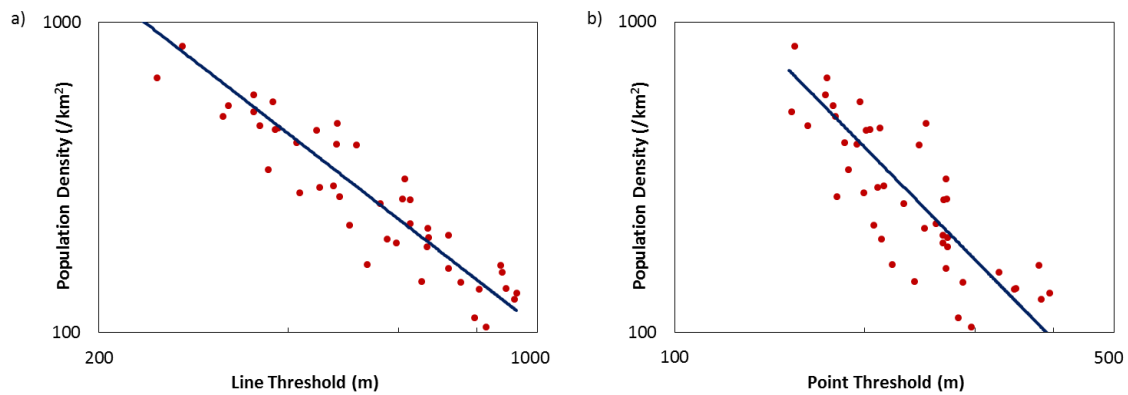 a)
1000
100
Population Density (/km²)
200
1000
Line Threshold (m)
b)
1000
100
Population Density (/km²)
100
500
Point Threshold (m)